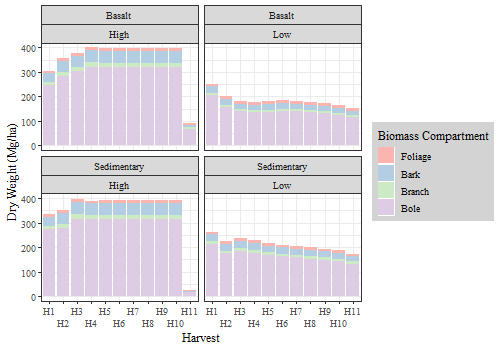 Basalt
Basalt
High
Low
400
300
200
100
0
Sedimentary
Sedimentary
High
Low
400
300
200
100
0
Dry Weight (Mg/ha)
H1 H3 H5 H7 H9 H11
H2 H4 H6 H8 H10
H1 H3 H5 H7 H9 H11
H2 H4 H6 H8 H10
Harvest
Biomass Compartment
Foliage
Bark
Branch
Bole